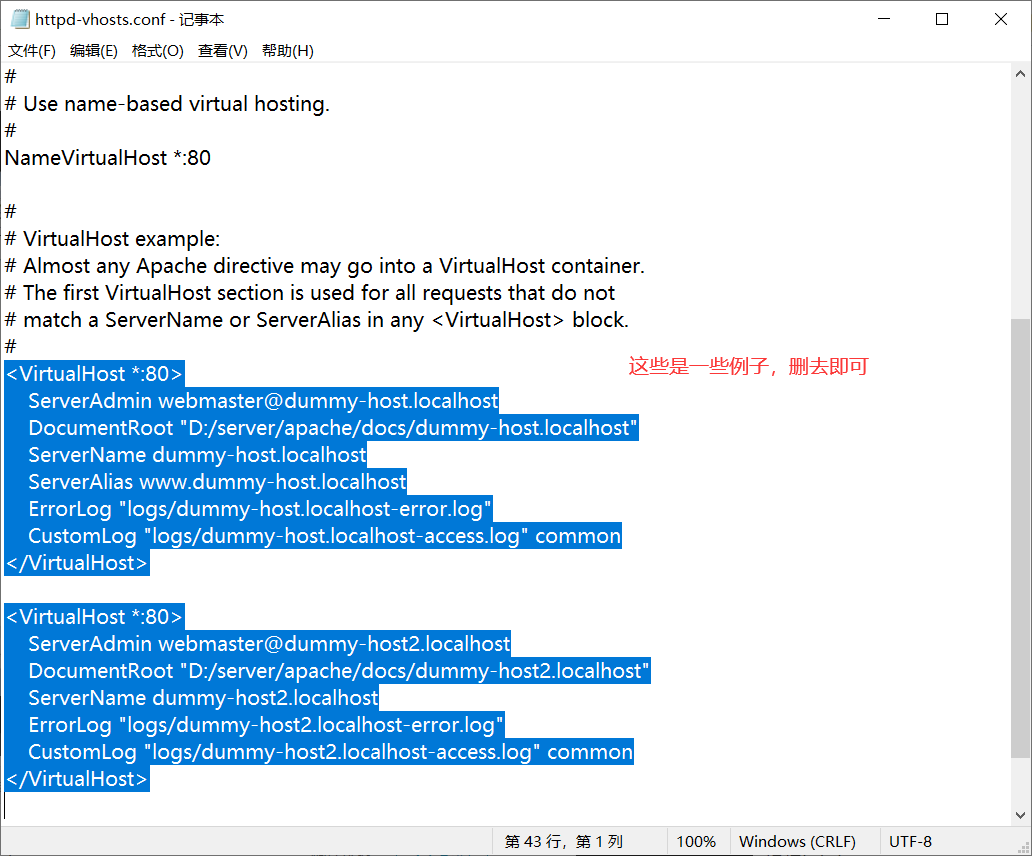 httpd-vhosts.conf - 记事本
文件(F) 编辑(E) 格式(O) 查看(V) 帮助(H)
#
# Use name-based virtual hosting.
#
NameVirtualHost *:80
#
# VirtualHost example:
# Almost any Apache directive may go into a VirtualHost container.
# The first VirtualHost section is used for all requests that do not
# match a ServerName or ServerAlias in any <VirtualHost> block.
#
这些是一些例子，删去即可
<VirtualHost *:80>
    ServerAdmin webmaster@dummy-host.localhost
    DocumentRoot "D:/server/apache/docs/dummy-host.localhost"
    ServerName dummy-host.localhost
    ServerAlias www.dummy-host.localhost
    ErrorLog "logs/dummy-host.localhost-error.log"
    CustomLog "logs/dummy-host.localhost-access.log" common
</VirtualHost>
<VirtualHost *:80>
    ServerAdmin webmaster@dummy-host2.localhost
    DocumentRoot "D:/server/apache/docs/dummy-host2.localhost"
    ServerName dummy-host2.localhost
    ErrorLog "logs/dummy-host2.localhost-error.log"
    CustomLog "logs/dummy-host2.localhost-access.log" common
</VirtualHost>
第 43 行，第 1 列 100% Windows (CRLF) UTF-8